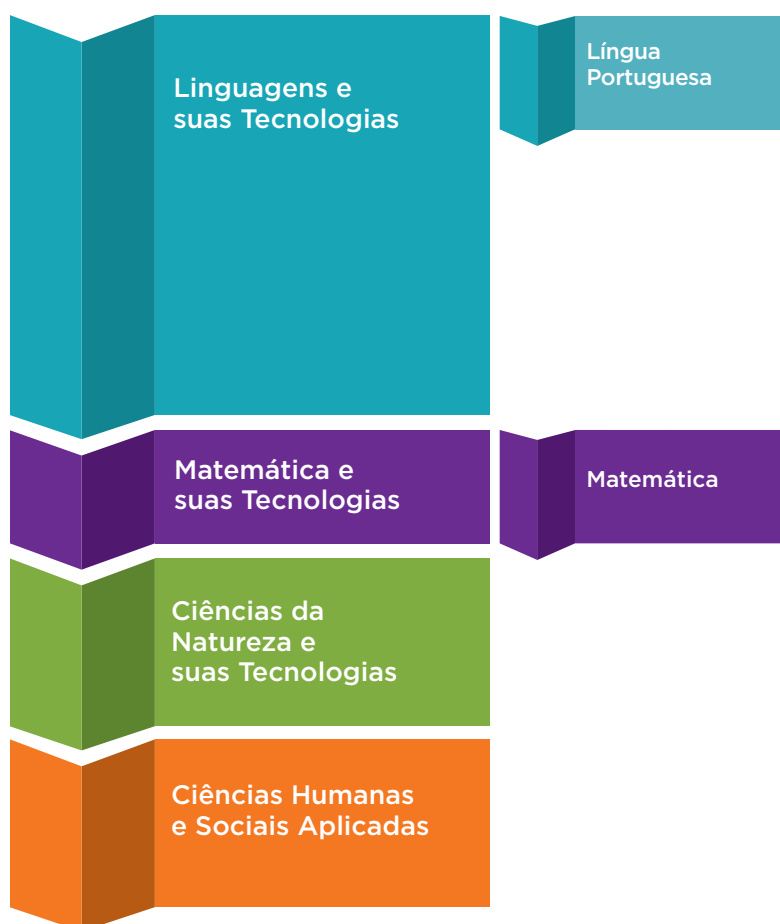 Linguagens e
suas Tecnologias
Língua
Portuguesa
Matemática e
suas Tecnologias
Matemática
Ciências da
Natureza e
suas Tecnologias
Ciências Humanas
e Sociais Aplicadas